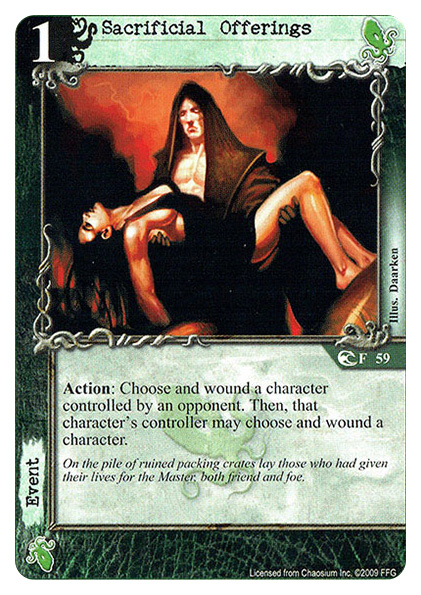 1
Sacrificial Offerings
Illus. Daarken
F 59
Action: Choose and wound a character
controlled by an opponent. Then, that
character's controller may choose and wound a
character.
On the pile of ruined packing crates lay those who had given
their lives for the Master, both friend and foe.
Event
Licensed from Chaosium Inc. ©2009 FFG